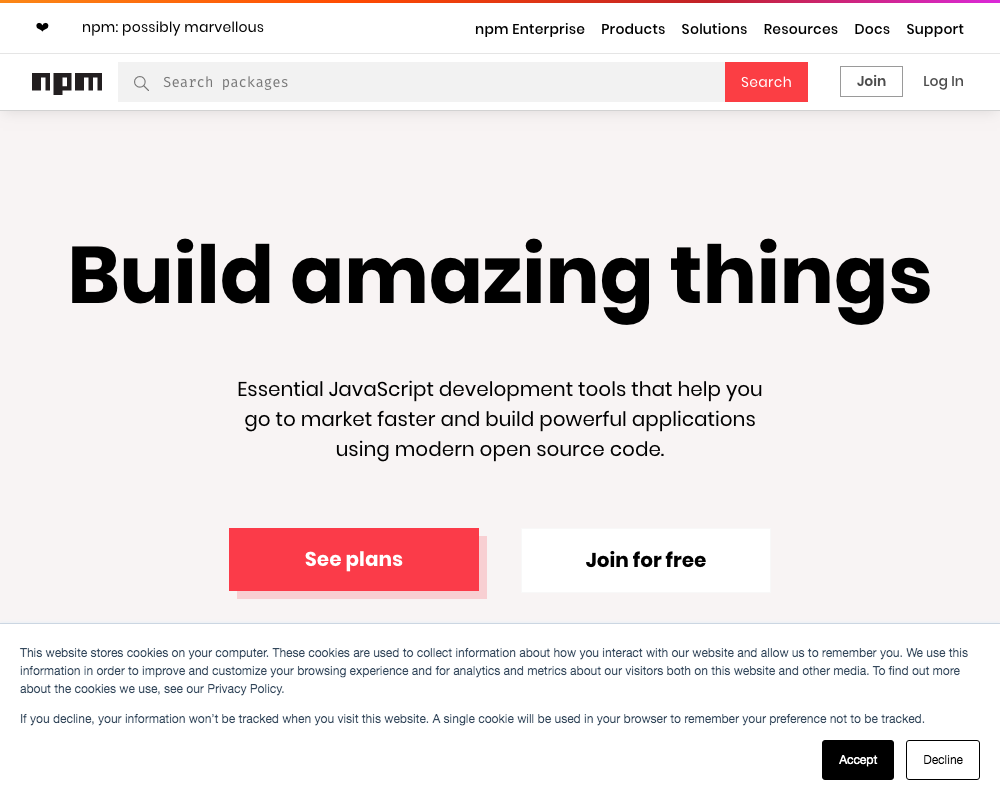 ❤ npm: possibly marvellous npm Enterprise Products Solutions Resources Docs Support
npm Search packages Search Join Log In
Build amazing things
Essential JavaScript development tools that help you
go to market faster and build powerful applications
using modern open source code.
See plans Join for free
This website stores cookies on your computer. These cookies are used to collect information about how you interact with our website and allow us to remember you. We use this
information in order to improve and customize your browsing experience and for analytics and metrics about our visitors both on this website and other media. To find out more
about the cookies we use, see our Privacy Policy.
If you decline, your information won't be tracked when you visit this website. A single cookie will be used in your browser to remember your preference not to be tracked.
Accept Decline